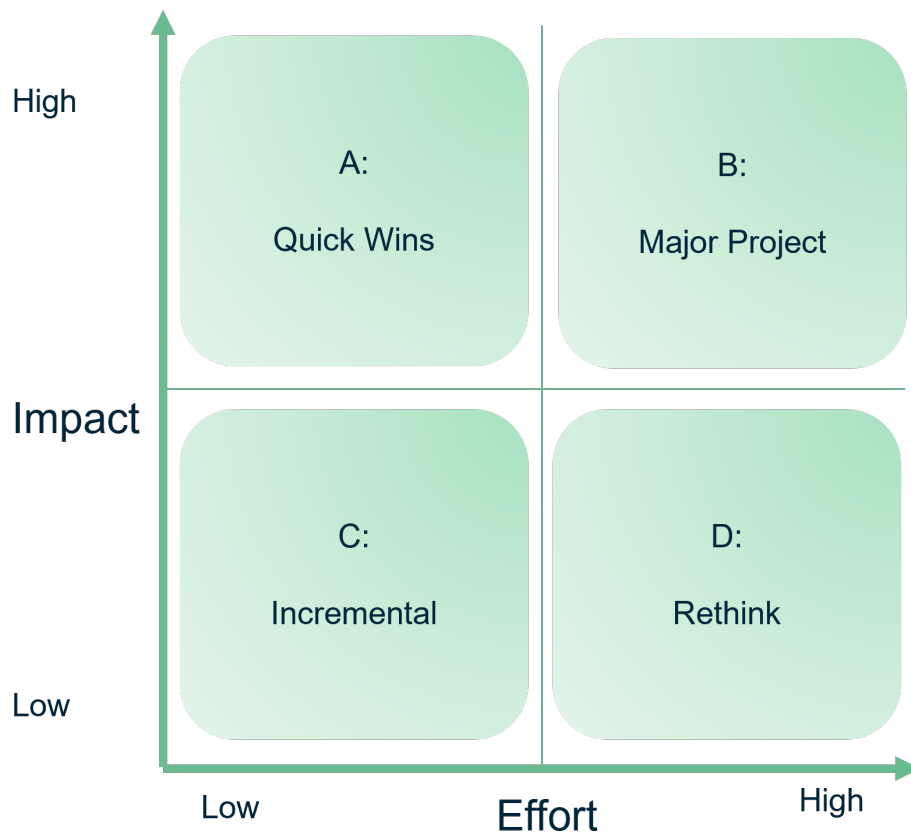 High
A:
Quick Wins
B:
Major Project
Impact
C:
Incremental
D:
Rethink
Low
Low
Effort
High